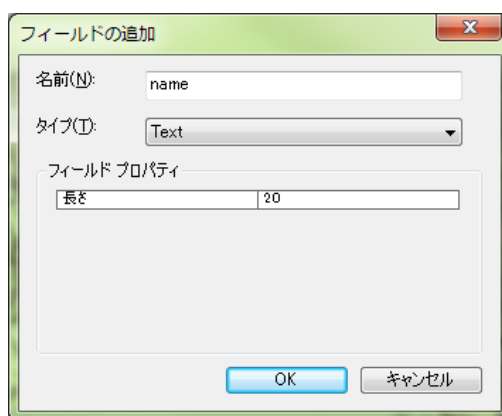 フィールドの追加
名前(N): name
タイプ(T): Text
フィールド プロパティ
長さ 20
OK キャンセル